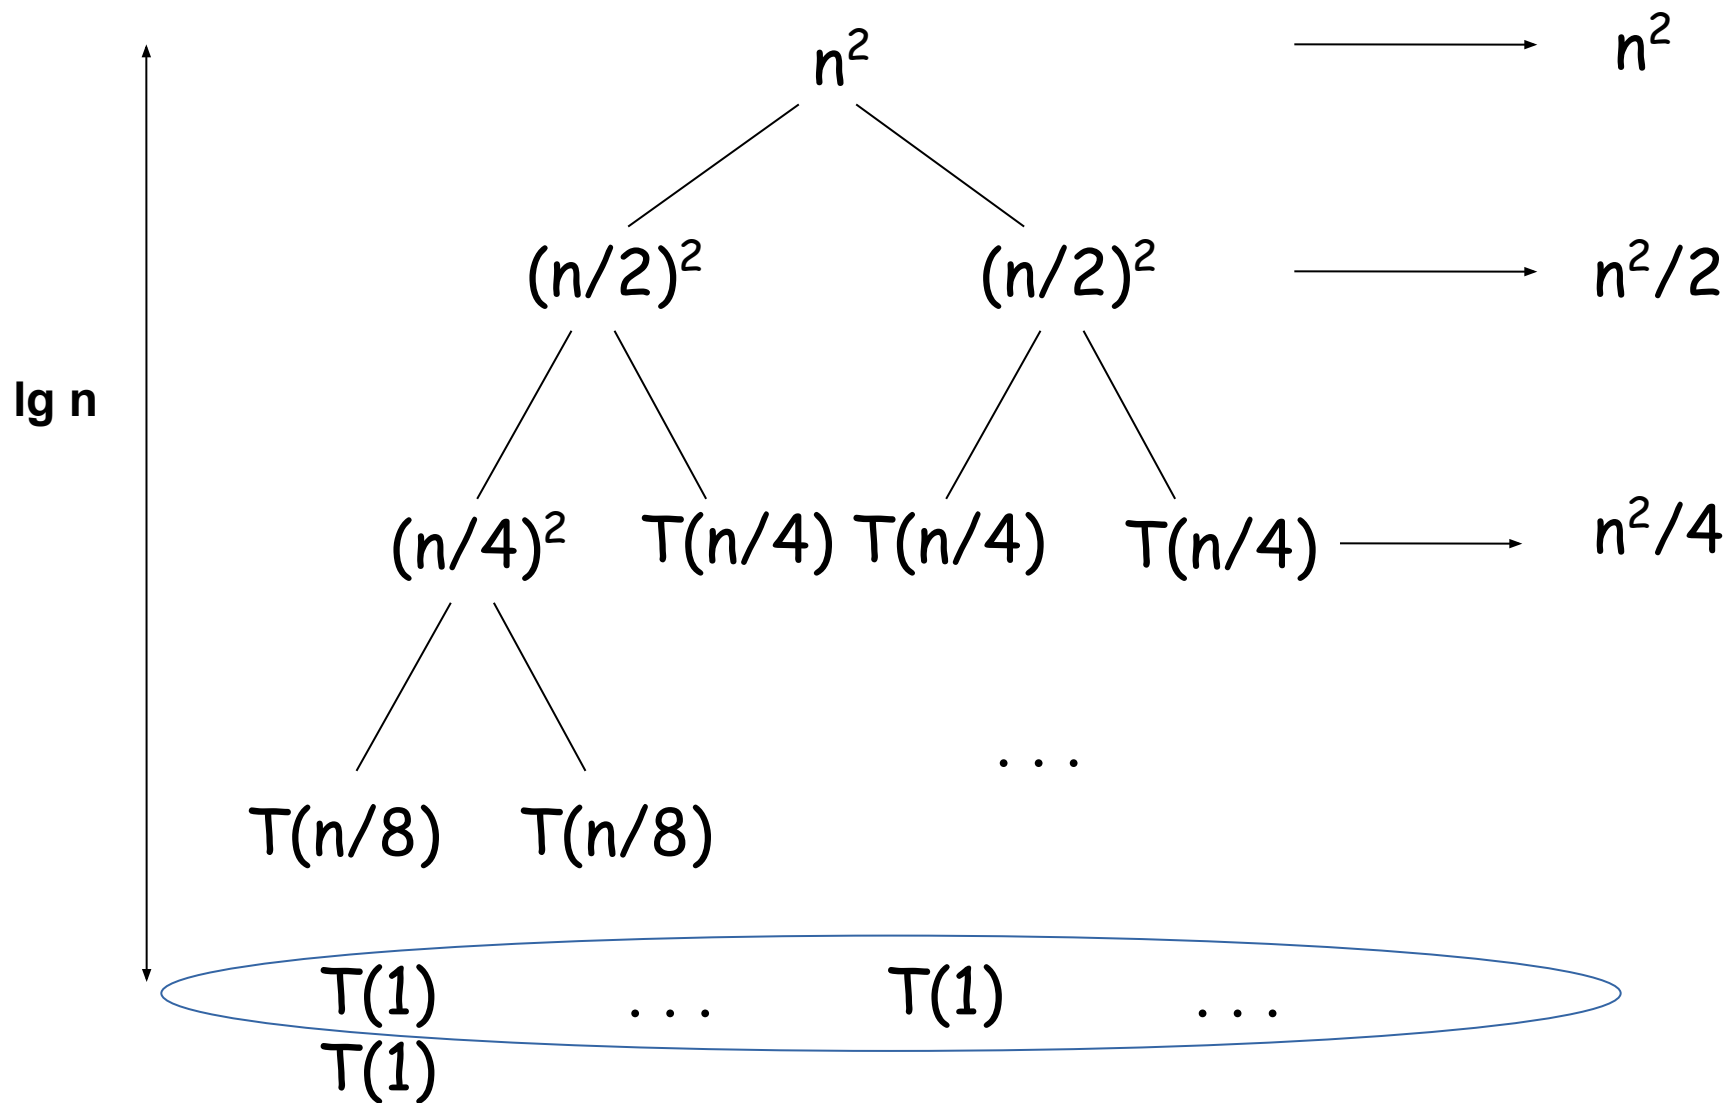 n² n²
(n/2)² (n/2)² n²/2
lg n
(n/4)² T(n/4) T(n/4) T(n/4) n²/4
. . .
T(n/8) T(n/8)
T(1) . . . T(1) . . .
T(1)